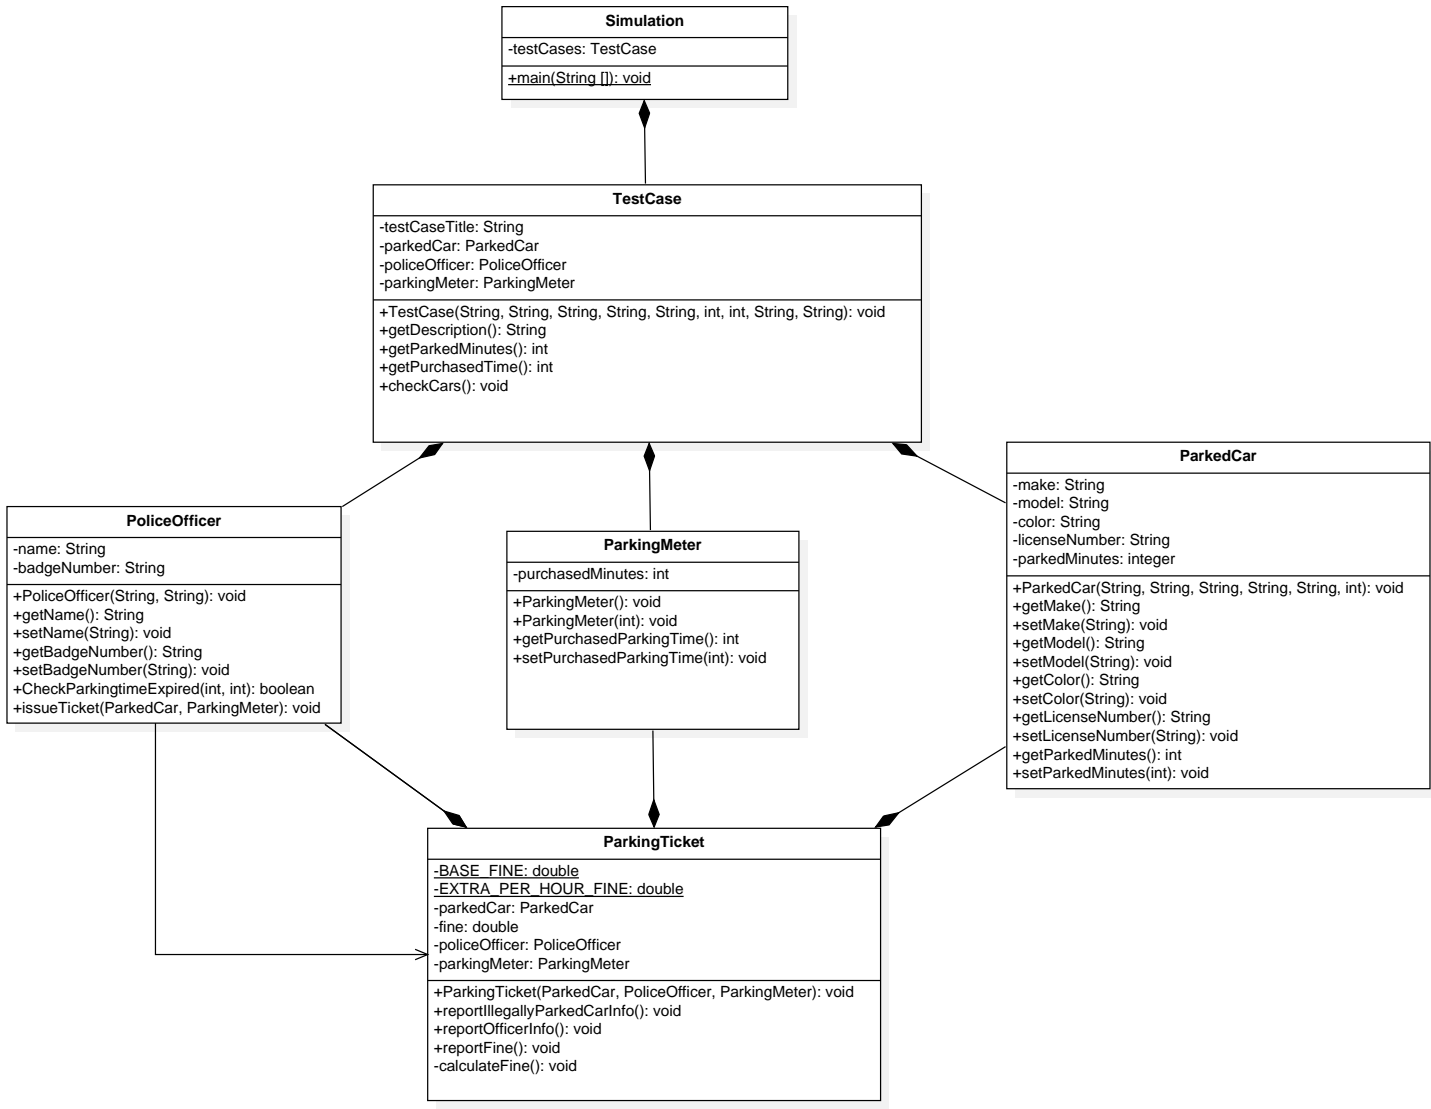 Simulation
-testCases: TestCase
+main(String []): void
TestCase
-testCaseTitle: String
-parkedCar: ParkedCar
-policeOfficer: PoliceOfficer
-parkingMeter: ParkingMeter
+TestCase(String, String, String, String, String, int, int, String, String): void
+getDescription(): String
+getParkedMinutes(): int
+getPurchasedTime(): int
+checkCars(): void
PoliceOfficer
-name: String
-badgeNumber: String
+PoliceOfficer(String, String): void
+getName(): String
+setName(String): void
+getBadgeNumber(): String
+setBadgeNumber(String): void
+CheckParkingtimeExpired(int, int): boolean
+issueTicket(ParkedCar, ParkingMeter): void
ParkingMeter
-purchasedMinutes: int
+ParkingMeter(): void
+ParkingMeter(int): void
+getPurchasedParkingTime(): int
+setPurchasedParkingTime(int): void
ParkedCar
-make: String
-model: String
-color: String
-licenseNumber: String
-parkedMinutes: integer
+ParkedCar(String, String, String, String, String, int): void
+getMake(): String
+setMake(String): void
+getModel(): String
+setModel(String): void
+getColor(): String
+setColor(String): void
+getLicenseNumber(): String
+setLicenseNumber(String): void
+getParkedMinutes(): int
+setParkedMinutes(int): void
ParkingTicket
-BASE_FINE: double
-EXTRA_PER_HOUR_FINE: double
-parkedCar: ParkedCar
-fine: double
-policeOfficer: PoliceOfficer
-parkingMeter: ParkingMeter
+ParkingTicket(ParkedCar, PoliceOfficer, ParkingMeter): void
+reportIllegallyParkedCarInfo(): void
+reportOfficerInfo(): void
+reportFine(): void
-calculateFine(): void